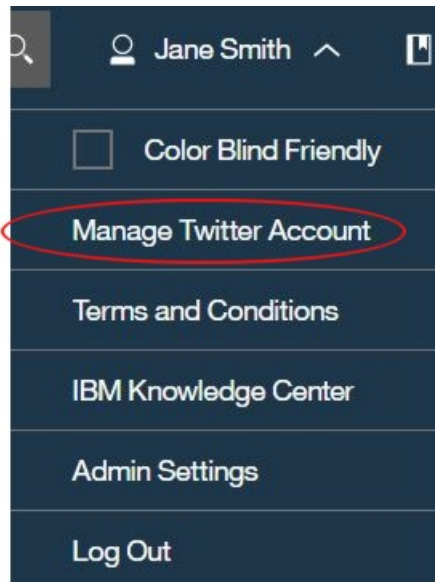 Jane Smith
Color Blind Friendly
Manage Twitter Account
Terms and Conditions
IBM Knowledge Center
Admin Settings
Log Out